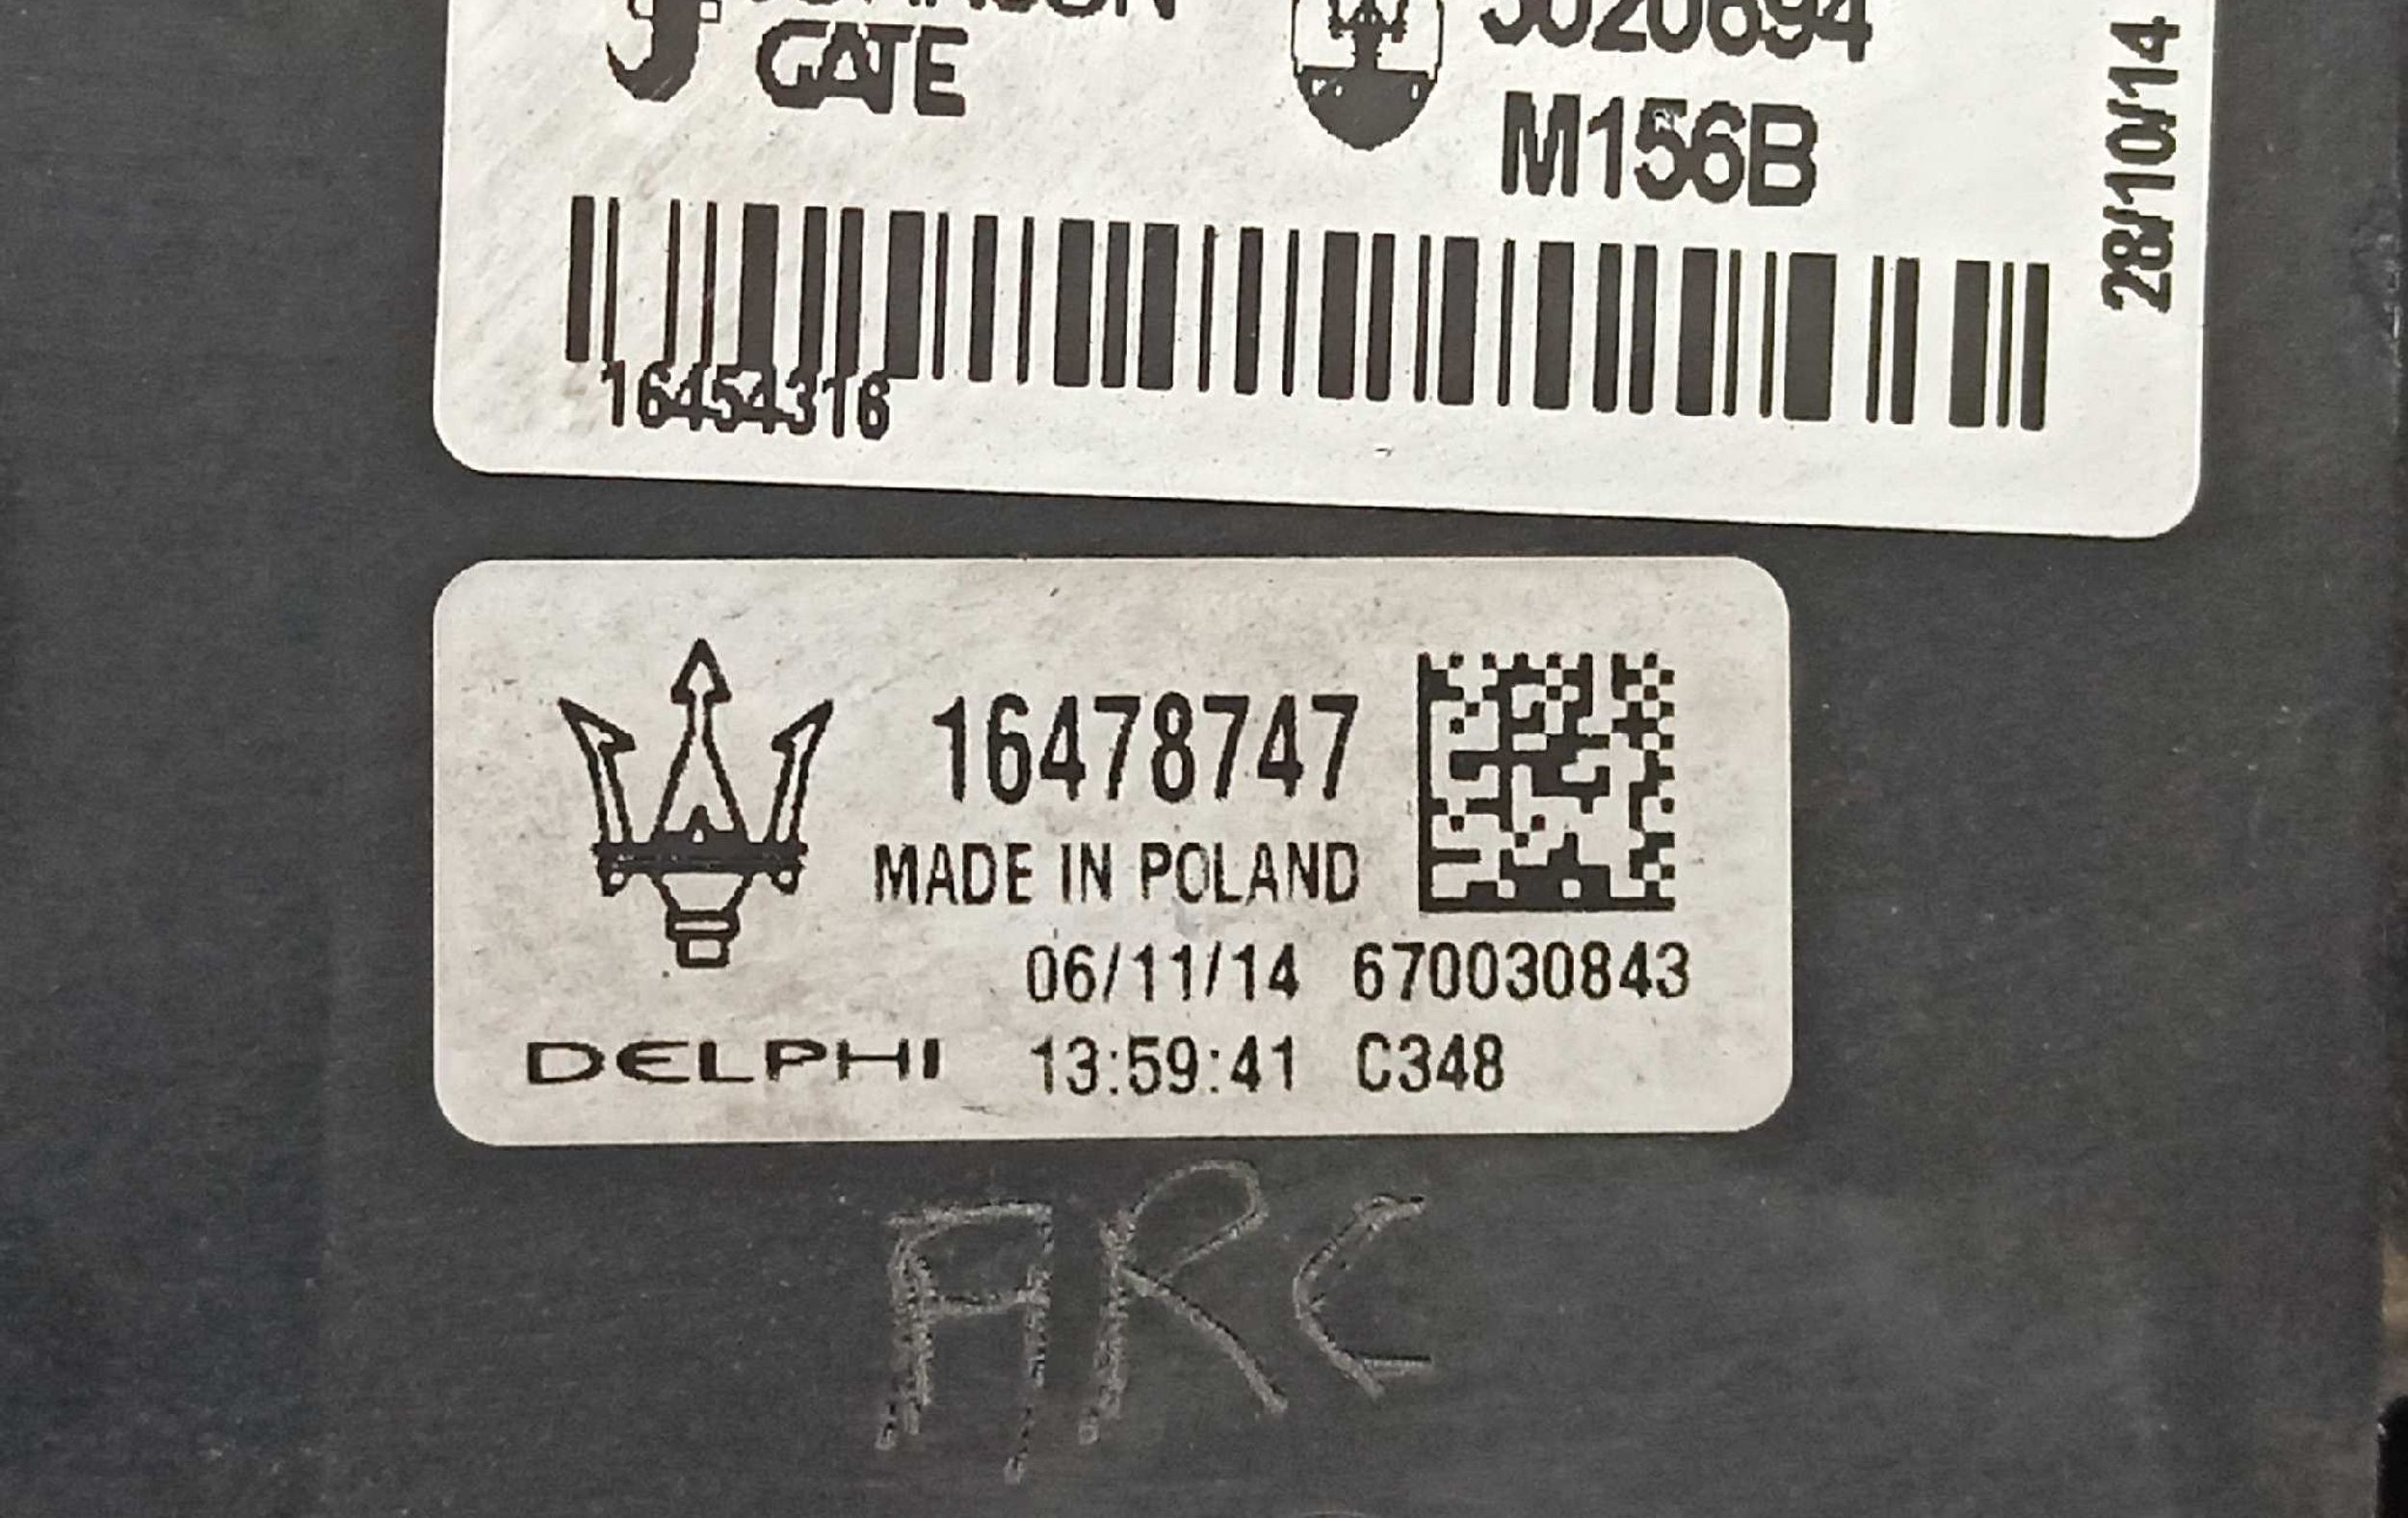 GATE
M156B
28/10/14
16454316
16478747
MADE IN POLAND
06/11/14 670030843
DELPHI 13:59:41 C348
ARC